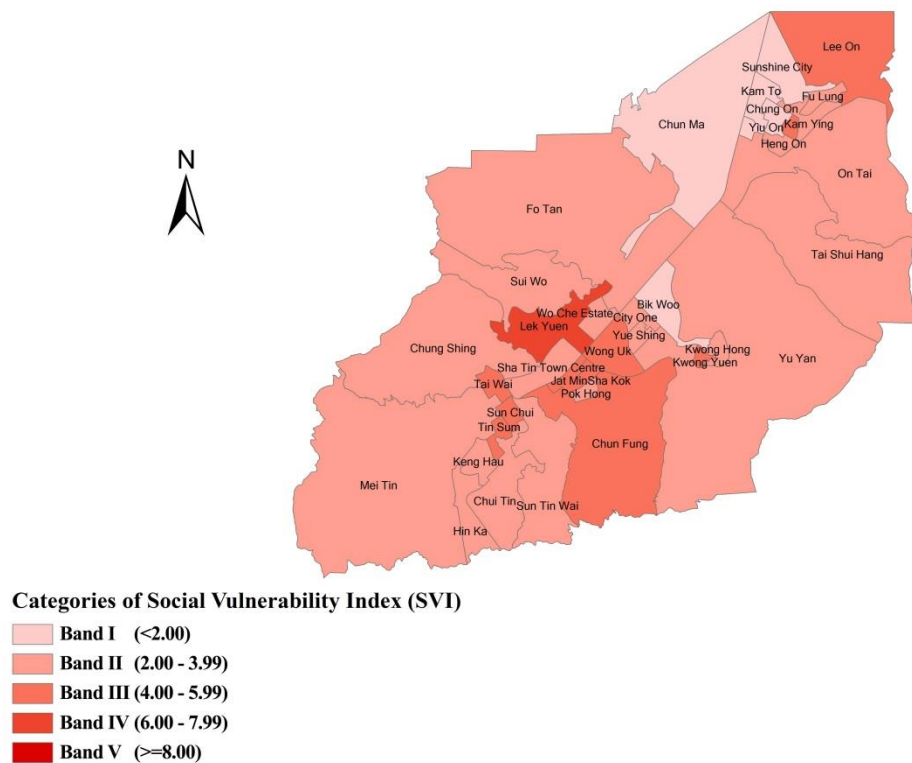 Lee On
Sunshine City
Kam To
Fu Lung
Chung On
Chun Ma
Yiu On
Kam Ying
Heng On
N
On Tai
Fo Tan
Tai Shui Hang
Sui Wo
Bik Woo
Wo Che Estate
City One
Lek Yuen
Yue Shing
Chung Shing
Wong Uk
Kwong Hong
Yu Yan
Kwong Yuen
Sha Tin Town Centre
Tai Wai
Jat Min
Sha Kok
Pok Hong
Sun Chui
Tin Sum
Chun Fung
Keng Hau
Mei Tin
Chui Tin
Sun Tin Wai
Hin Ka
Categories of Social Vulnerability Index (SVI)
Band I (<2.00)
Band II (2.00 - 3.99)
Band III (4.00 - 5.99)
Band IV (6.00 - 7.99)
Band V (>=8.00)